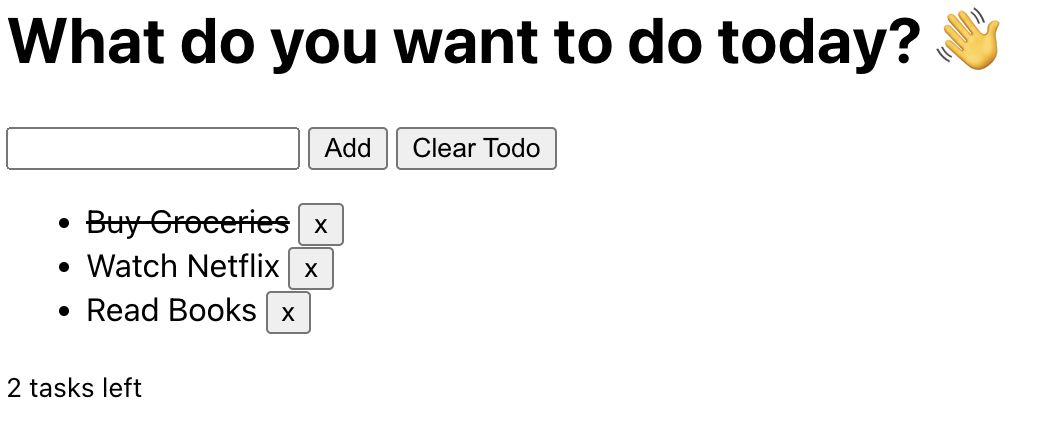 What do you want to do today? 👋
Add Clear Todo
Buy Groceries x
Watch Netflix x
Read Books x
2 tasks left